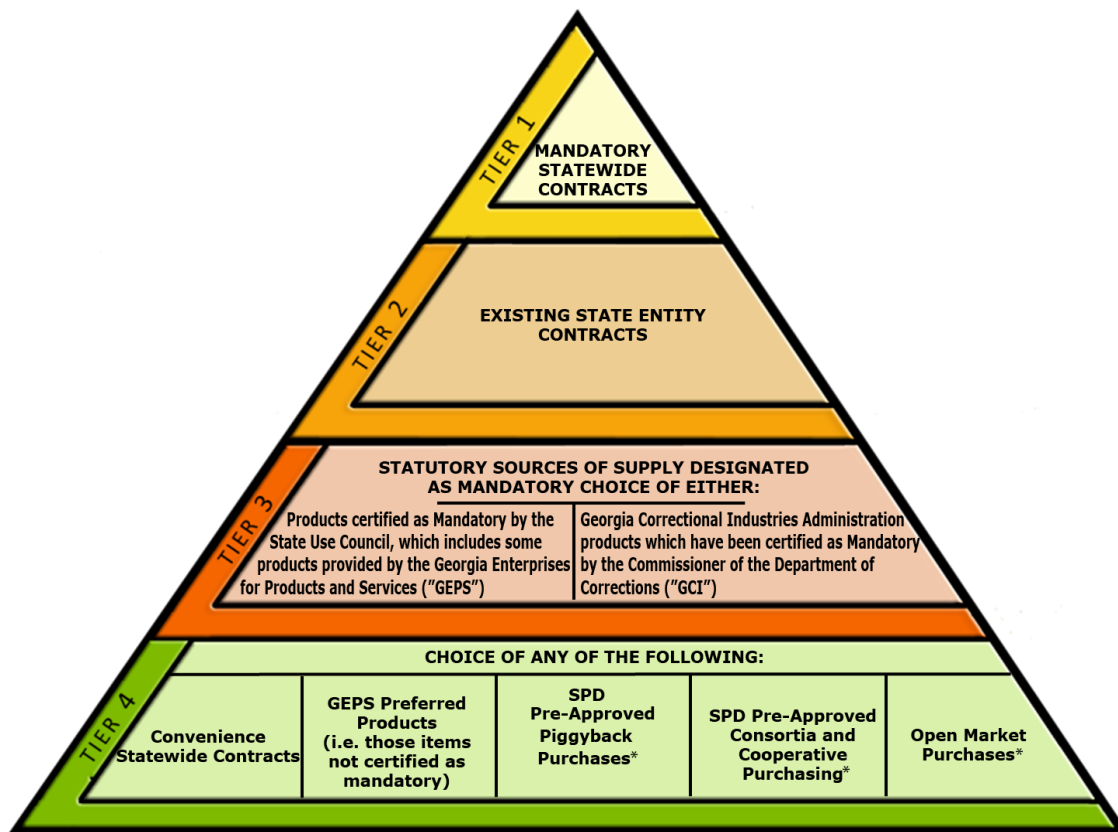 TIER 1
MANDATORY
STATEWIDE
CONTRACTS
TIER 2
EXISTING STATE ENTITY
CONTRACTS
TIER 3
STATUTORY SOURCES OF SUPPLY DESIGNATED
AS MANDATORY CHOICE OF EITHER:
Products certified as Mandatory by the
State Use Council, which includes some
products provided by the Georgia Enterprises
for Products and Services ("GEPS")
Georgia Correctional Industries Administration
products which have been certified as Mandatory
by the Commissioner of the Department of
Corrections ("GCI")
TIER 4
CHOICE OF ANY OF THE FOLLOWING:
Convenience
Statewide Contracts
GEPS Preferred
Products
(i.e. those items
not certified as
mandatory)
SPD
Pre-Approved
Piggyback
Purchases*
SPD Pre-Approved
Consortia and
Cooperative
Purchasing*
Open Market
Purchases*